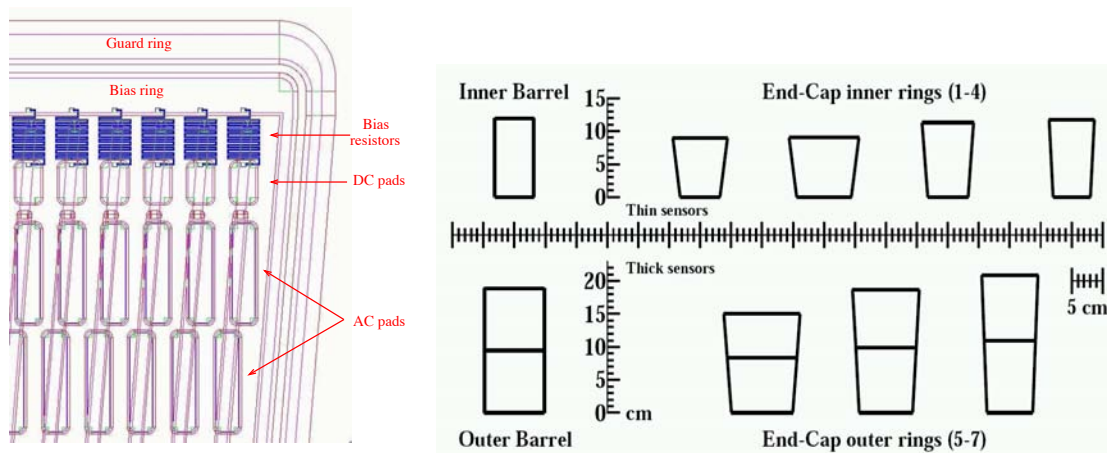 Guard ring
Bias ring
Bias
resistors
DC pads
AC pads
Inner Barrel
15
10
5
0
End-Cap inner rings (1-4)
Thin sensors
Thick sensors
20
15
10
5
0
cm
5 cm
Outer Barrel
End-Cap outer rings (5-7)